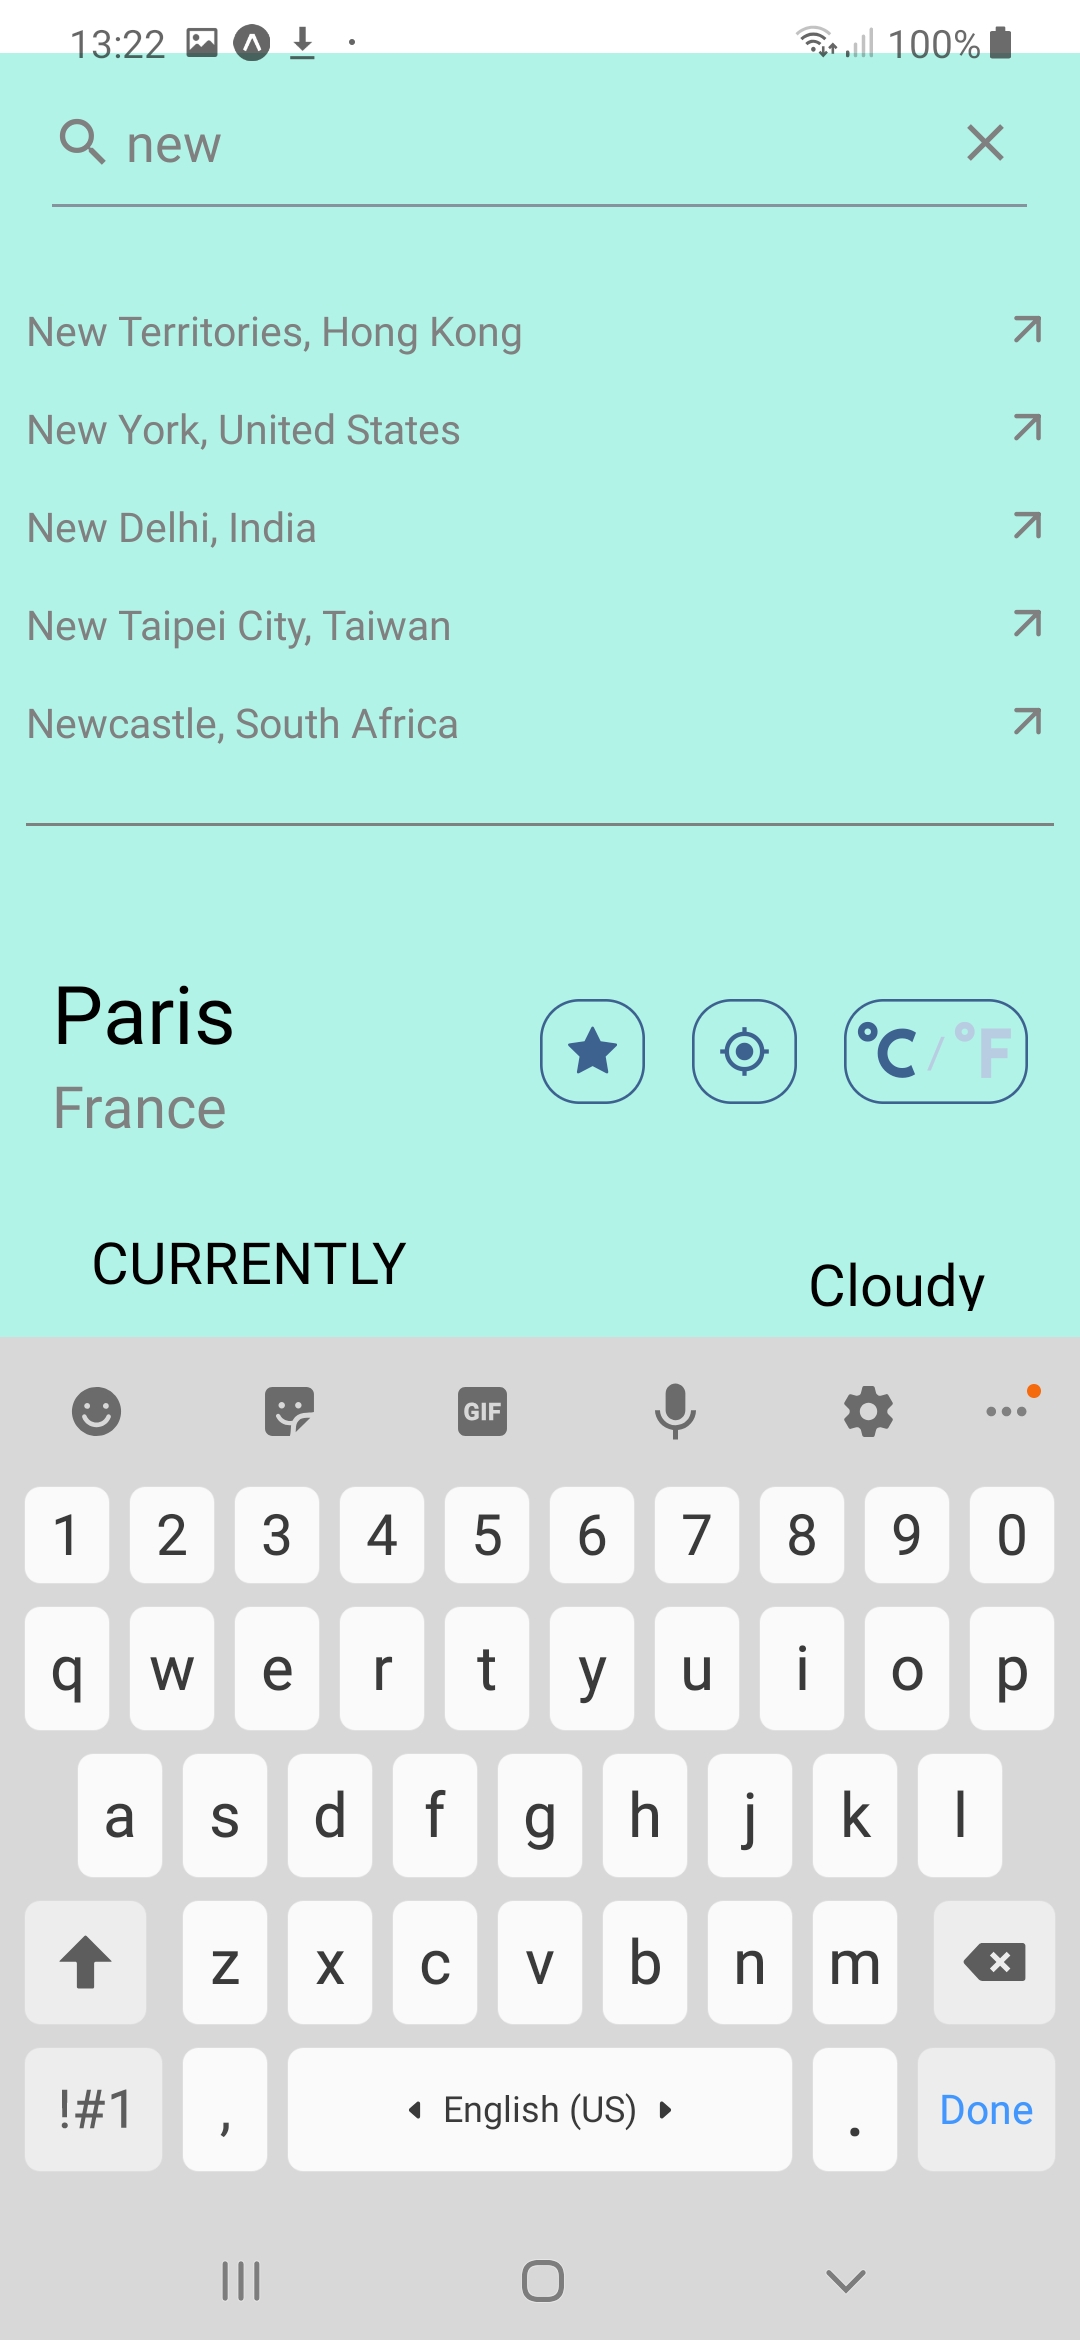 13:22 100%
new
New Territories, Hong Kong
New York, United States
New Delhi, India
New Taipei City, Taiwan
Newcastle, South Africa
Paris
France
°C / °F
CURRENTLY
Cloudy
GIF
1 2 3 4 5 6 7 8 9 0
q w e r t y u i o p
a s d f g h j k l
z x c v b n m
!#1 , English (US) . Done